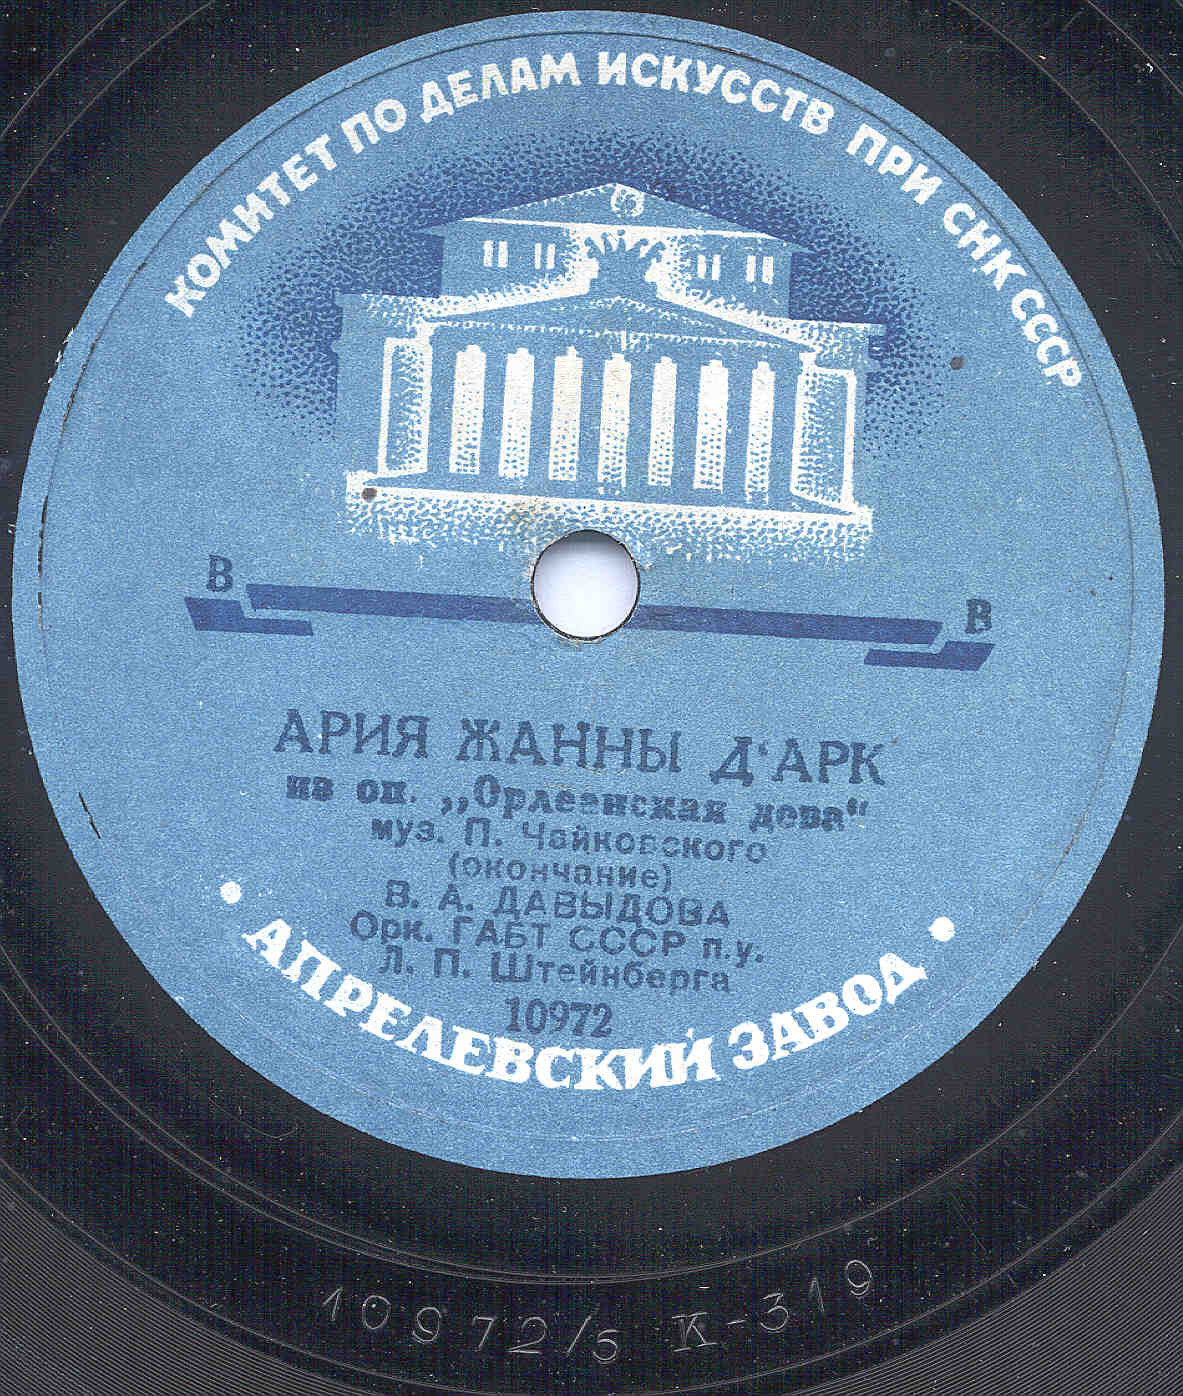 КОМИТЕТ ПО ДЕЛАМ ИСКУССТВ ПРИ СНК СССР
В
В
АРИЯ ЖАННЫ Д‘АРК
из оп. „Орлеанская дева“
муз. П. Чайковского
(окончание)
В. А. ДАВЫДОВА
Орк. ГАБТ СССР п.у.
Л. П. Штейнберга
10972
• АПРЕЛЕВСКИЙ ЗАВОД •
10972/5 К-319